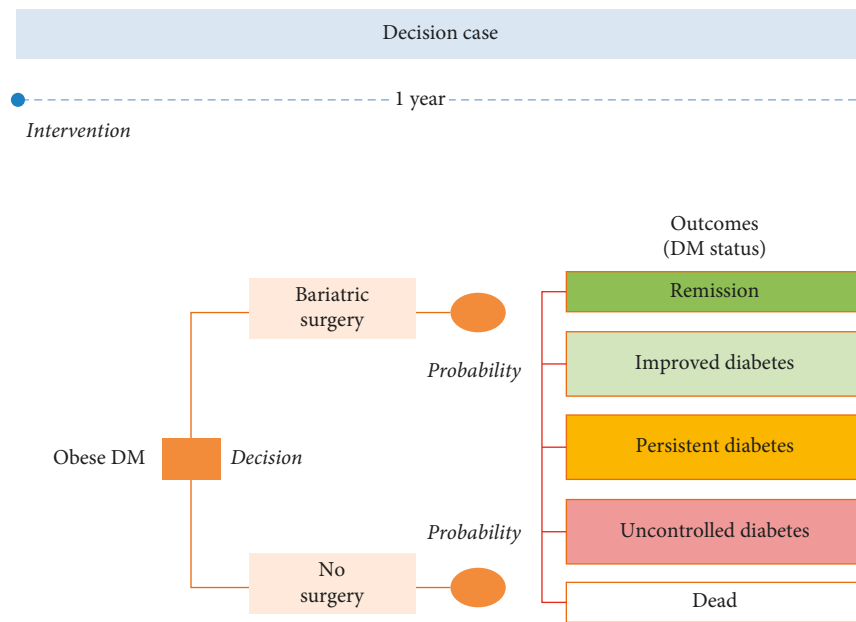 Decision case
1 year
Intervention
Outcomes
(DM status)
Remission
Bariatric
surgery
Probability
Improved diabetes
Obese DM
Decision
Persistent diabetes
Probability
Uncontrolled diabetes
No
surgery
Dead